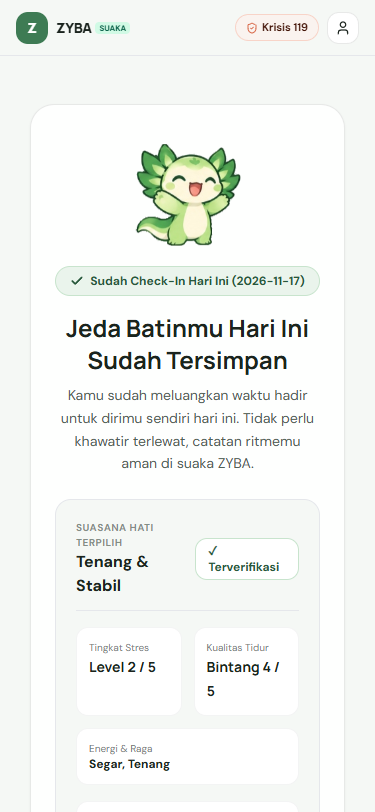 Z ZYBA SUAKA Krisis 119
Sudah Check-In Hari Ini (2026-11-17)
Jeda Batinmu Hari Ini
Sudah Tersimpan
Kamu sudah meluangkan waktu hadir
untuk dirimu sendiri hari ini. Tidak perlu
khawatir terlewat, catatan ritmemu
aman di suaka ZYBA.
SUASANA HATI
TERPILIH
Tenang &
Stabil
✓
Terverifikasi
Tingkat Stres
Level 2 / 5
Kualitas Tidur
Bintang 4 /
5
Energi & Raga
Segar, Tenang